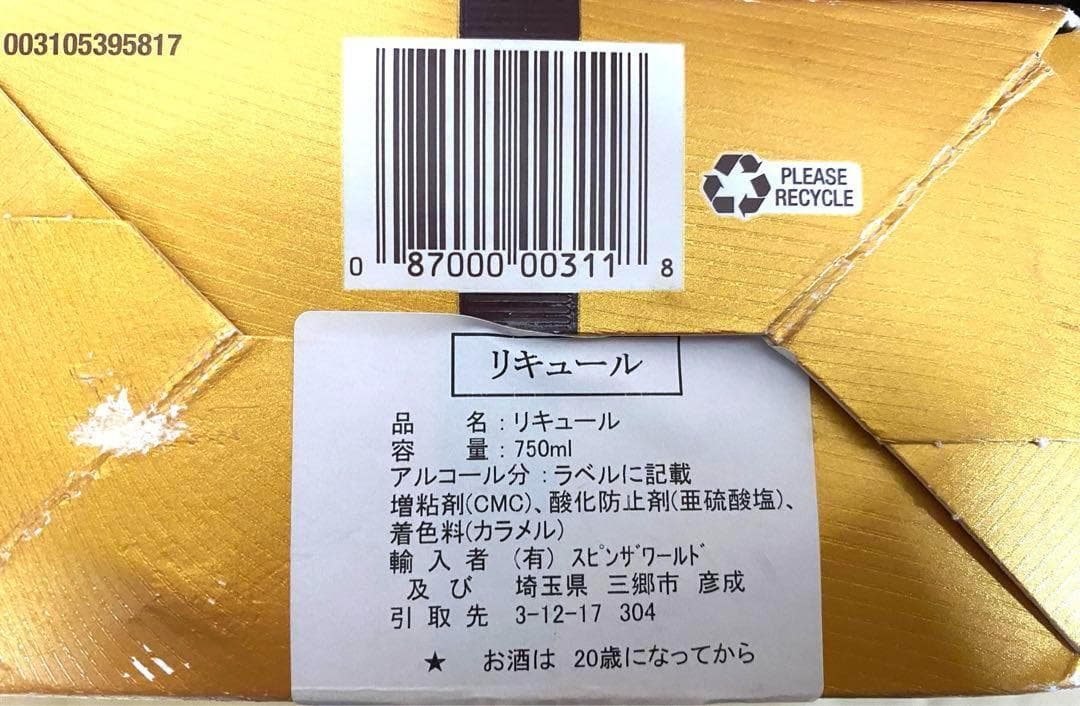 003105395817
0 87000 00311 8
PLEASE
RECYCLE
リキュール
品 名:リキュール
容 量:750ml
アルコール分:ラベルに記載
増粘剤(CMC)、酸化防止剤(亜硫酸塩)、
着色料(カラメル)
輸入者 (有) スピンザワールド
及び 埼玉県 三郷市 彦成
引取先 3-12-17 304
★ お酒は 20歳になってから